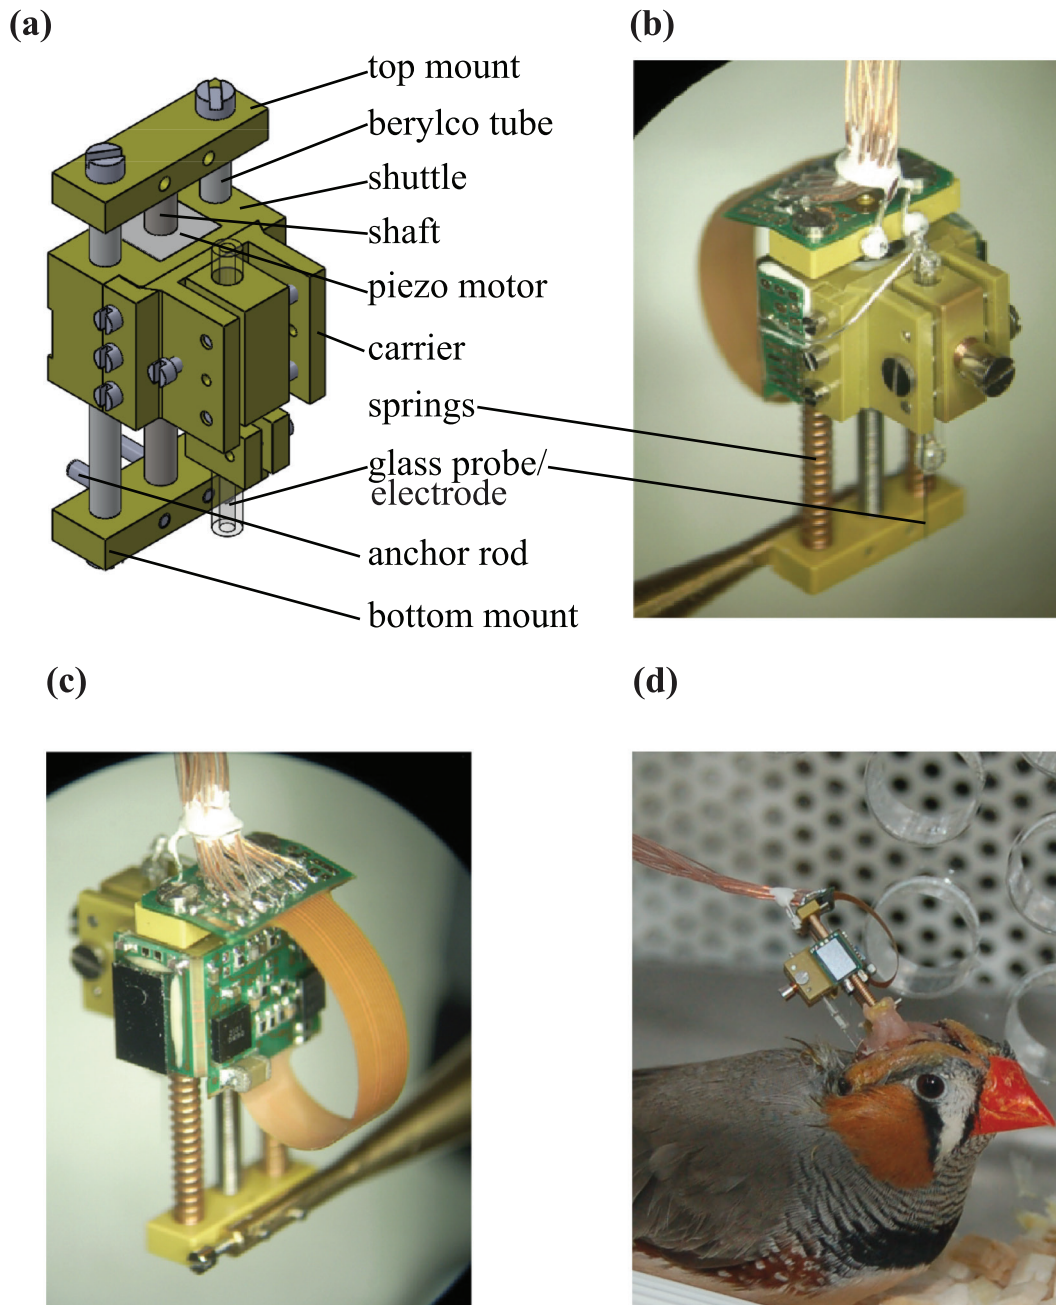 (a)
(b)
top mount
berylco tube
shuttle
shaft
piezo motor
carrier
springs
glass probe/
electrode
anchor rod
bottom mount
(c)
(d)